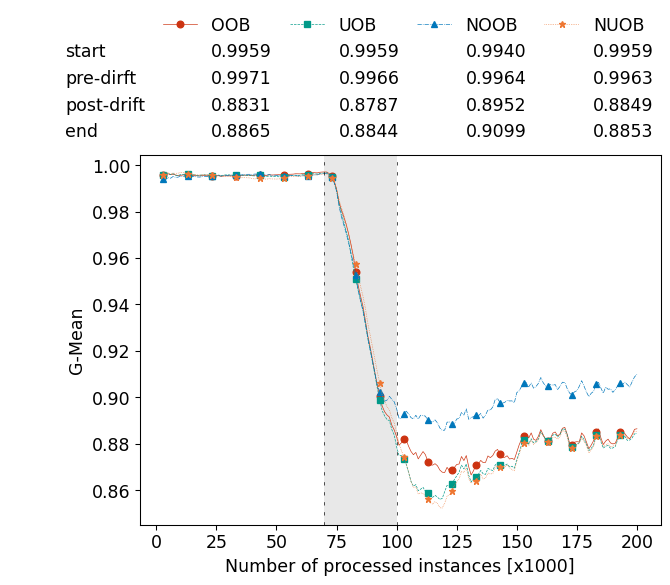 OOB UOB NOOB NUOB
start 0.9959 0.9959 0.9940 0.9959
pre-dirft 0.9971 0.9966 0.9964 0.9963
post-drift 0.8831 0.8787 0.8952 0.8849
end 0.8865 0.8844 0.9099 0.8853
1.00
0.98
0.96
0.94
0.92
0.90
0.88
0.86
G-Mean
0 25 50 75 100 125 150 175 200
Number of processed instances [x1000]